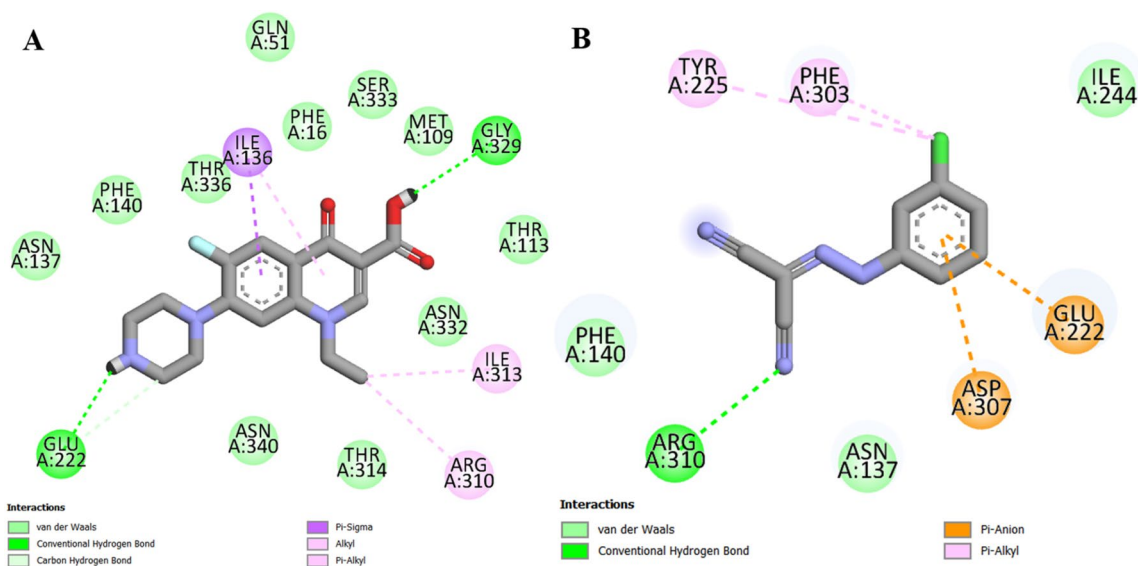 A
GLN
A:51
SER
A:333
PHE
A:16
MET
A:109
GLY
A:329
ILE
A:136
THR
A:336
PHE
A:140
ASN
A:137
THR
A:113
ASN
A:332
ILE
A:313
GLU
A:222
ASN
A:340
THR
A:314
ARG
A:310
Interactions
van der Waals
Conventional Hydrogen Bond
Carbon Hydrogen Bond
Pi-Sigma
Alkyl
Pi-Alkyl
B
TYR
A:225
PHE
A:303
ILE
A:244
PHE
A:140
GLU
A:222
ASP
A:307
ARG
A:310
ASN
A:137
Interactions
van der Waals
Conventional Hydrogen Bond
Pi-Anion
Pi-Alkyl